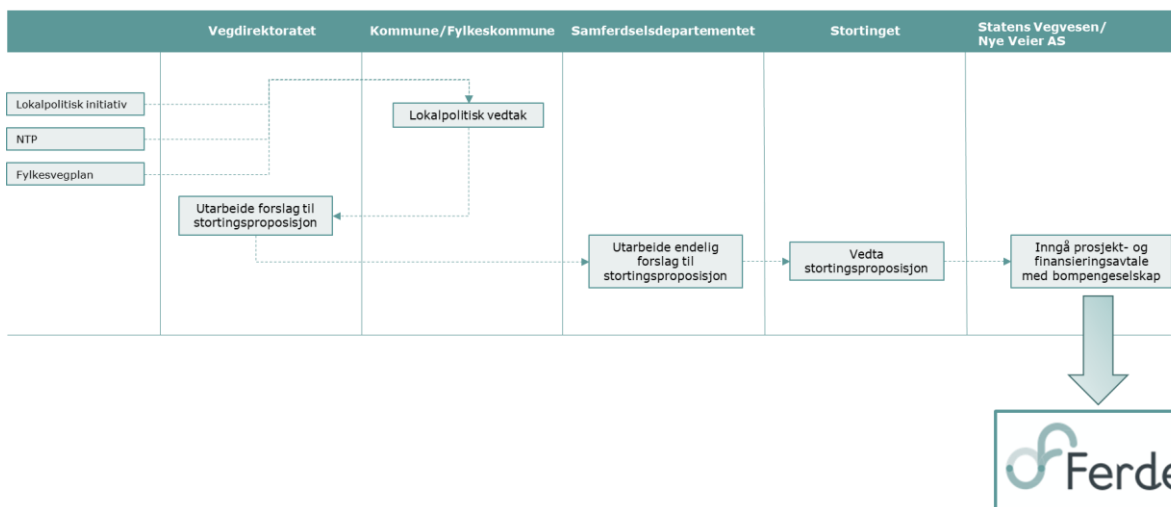 Vegdirektoratet
Kommune/Fylkeskommune
Samferdselsdepartementet
Stortinget
Statens Vegvesen/
Nye Veier AS
Lokalpolitisk initiativ
NTP
Fylkesvegplan
Lokalpolitisk vedtak
Utarbeide forslag til
stortingsproposisjon
Utarbeide endelig
forslag til
stortingsproposisjon
Vedta
stortingsproposisjon
Inngå prosjekt- og
finansieringsavtale
med bompengeselskap
Ferde